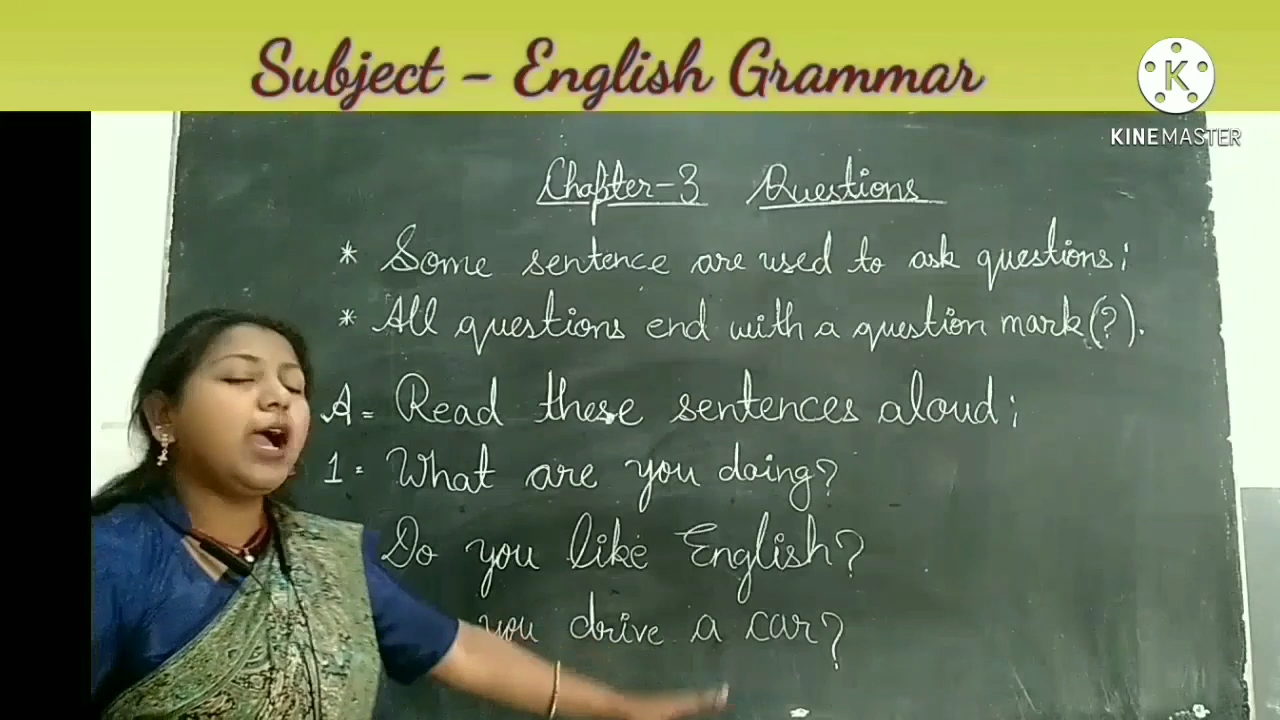 Subject - English Grammar
K
KINEMASTER
Chapter-3 Questions
* Some sentence are used to ask questions;
* All questions end with a question mark(?).
A = Read these sentences aloud;
1 = What are you doing?
Do you like English?
you drive a car?